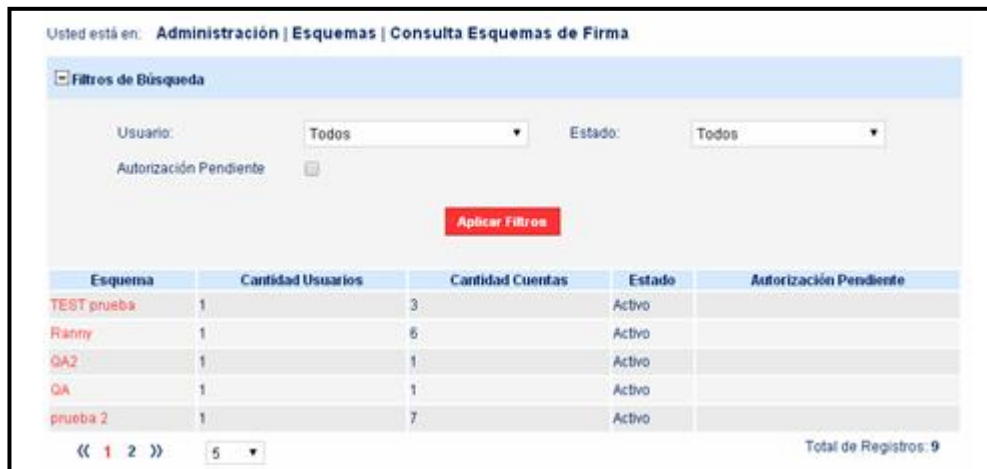 Usted está en: Administración | Esquemas | Consulta Esquemas de Firma
Filtros de Búsqueda
Usuario: Todos Estado: Todos
Autorización Pendiente
Aplicar Filtros
Esquema Cantidad Usuarios Cantidad Cuentas Estado Autorización Pendiente
TEST prueba 1 3 Activo
Ranny 1 6 Activo
QA2 1 1 Activo
QA 1 1 Activo
prueba 2 1 7 Activo
« 1 2 » 5 Total de Registros: 9